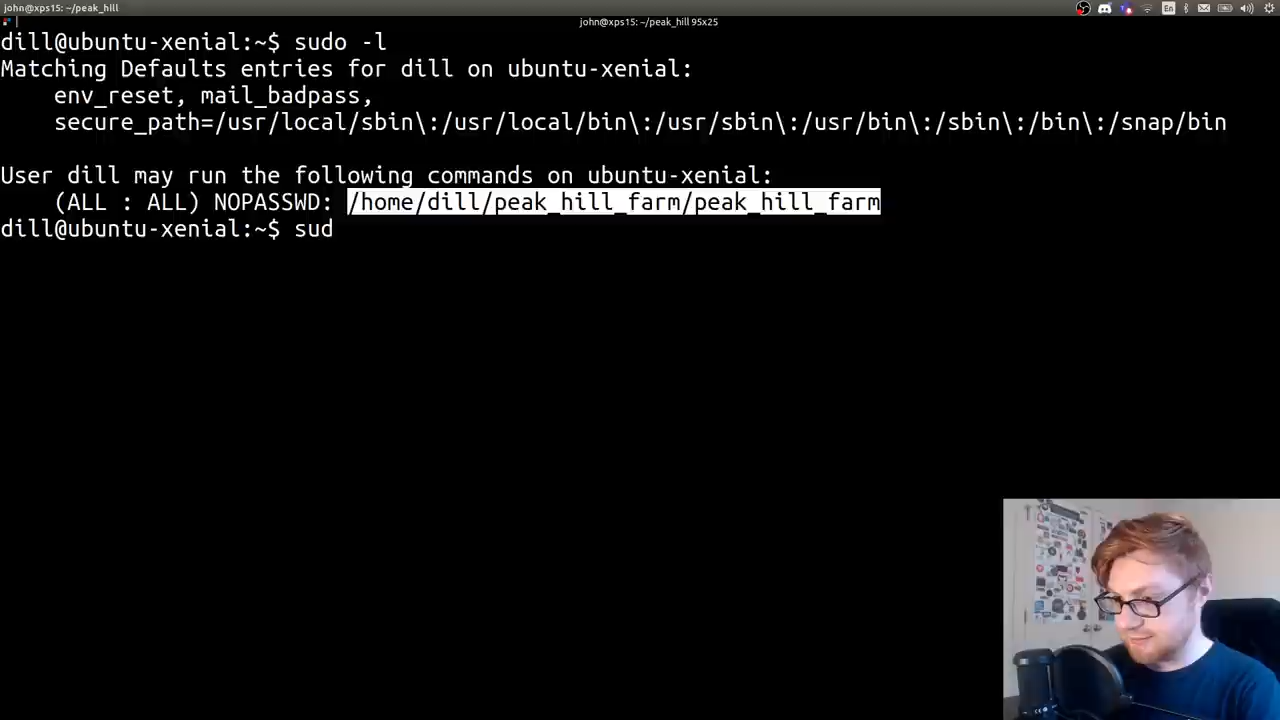 john@xps15: ~/peak_hill
john@xps15: ~/peak_hill 95x25
dill@ubuntu-xenial:~$ sudo -l
Matching Defaults entries for dill on ubuntu-xenial:
env_reset, mail_badpass,
secure_path=/usr/local/sbin\:/usr/local/bin\:/usr/sbin\:/usr/bin\:/sbin\:/bin\:/snap/bin
User dill may run the following commands on ubuntu-xenial:
(ALL : ALL) NOPASSWD: /home/dill/peak_hill_farm/peak_hill_farm
dill@ubuntu-xenial:~$ sud